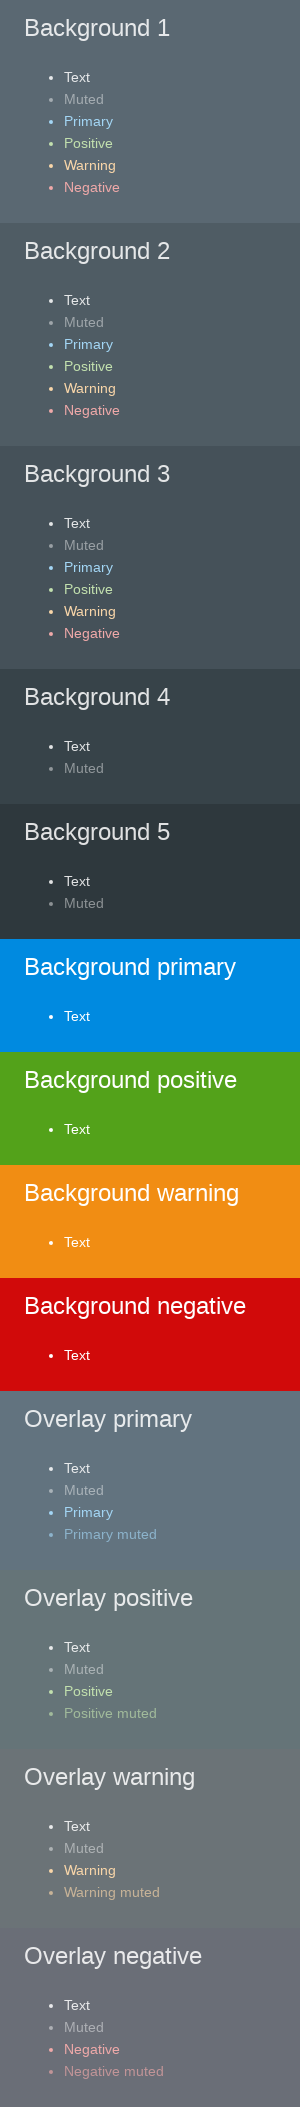 Background 1
Text
Muted
Primary
Positive
Warning
Negative
Background 2
Text
Muted
Primary
Positive
Warning
Negative
Background 3
Text
Muted
Primary
Positive
Warning
Negative
Background 4
Text
Muted
Background 5
Text
Muted
Background primary
Text
Background positive
Text
Background warning
Text
Background negative
Text
Overlay primary
Text
Muted
Primary
Primary muted
Overlay positive
Text
Muted
Positive
Positive muted
Overlay warning
Text
Muted
Warning
Warning muted
Overlay negative
Text
Muted
Negative
Negative muted